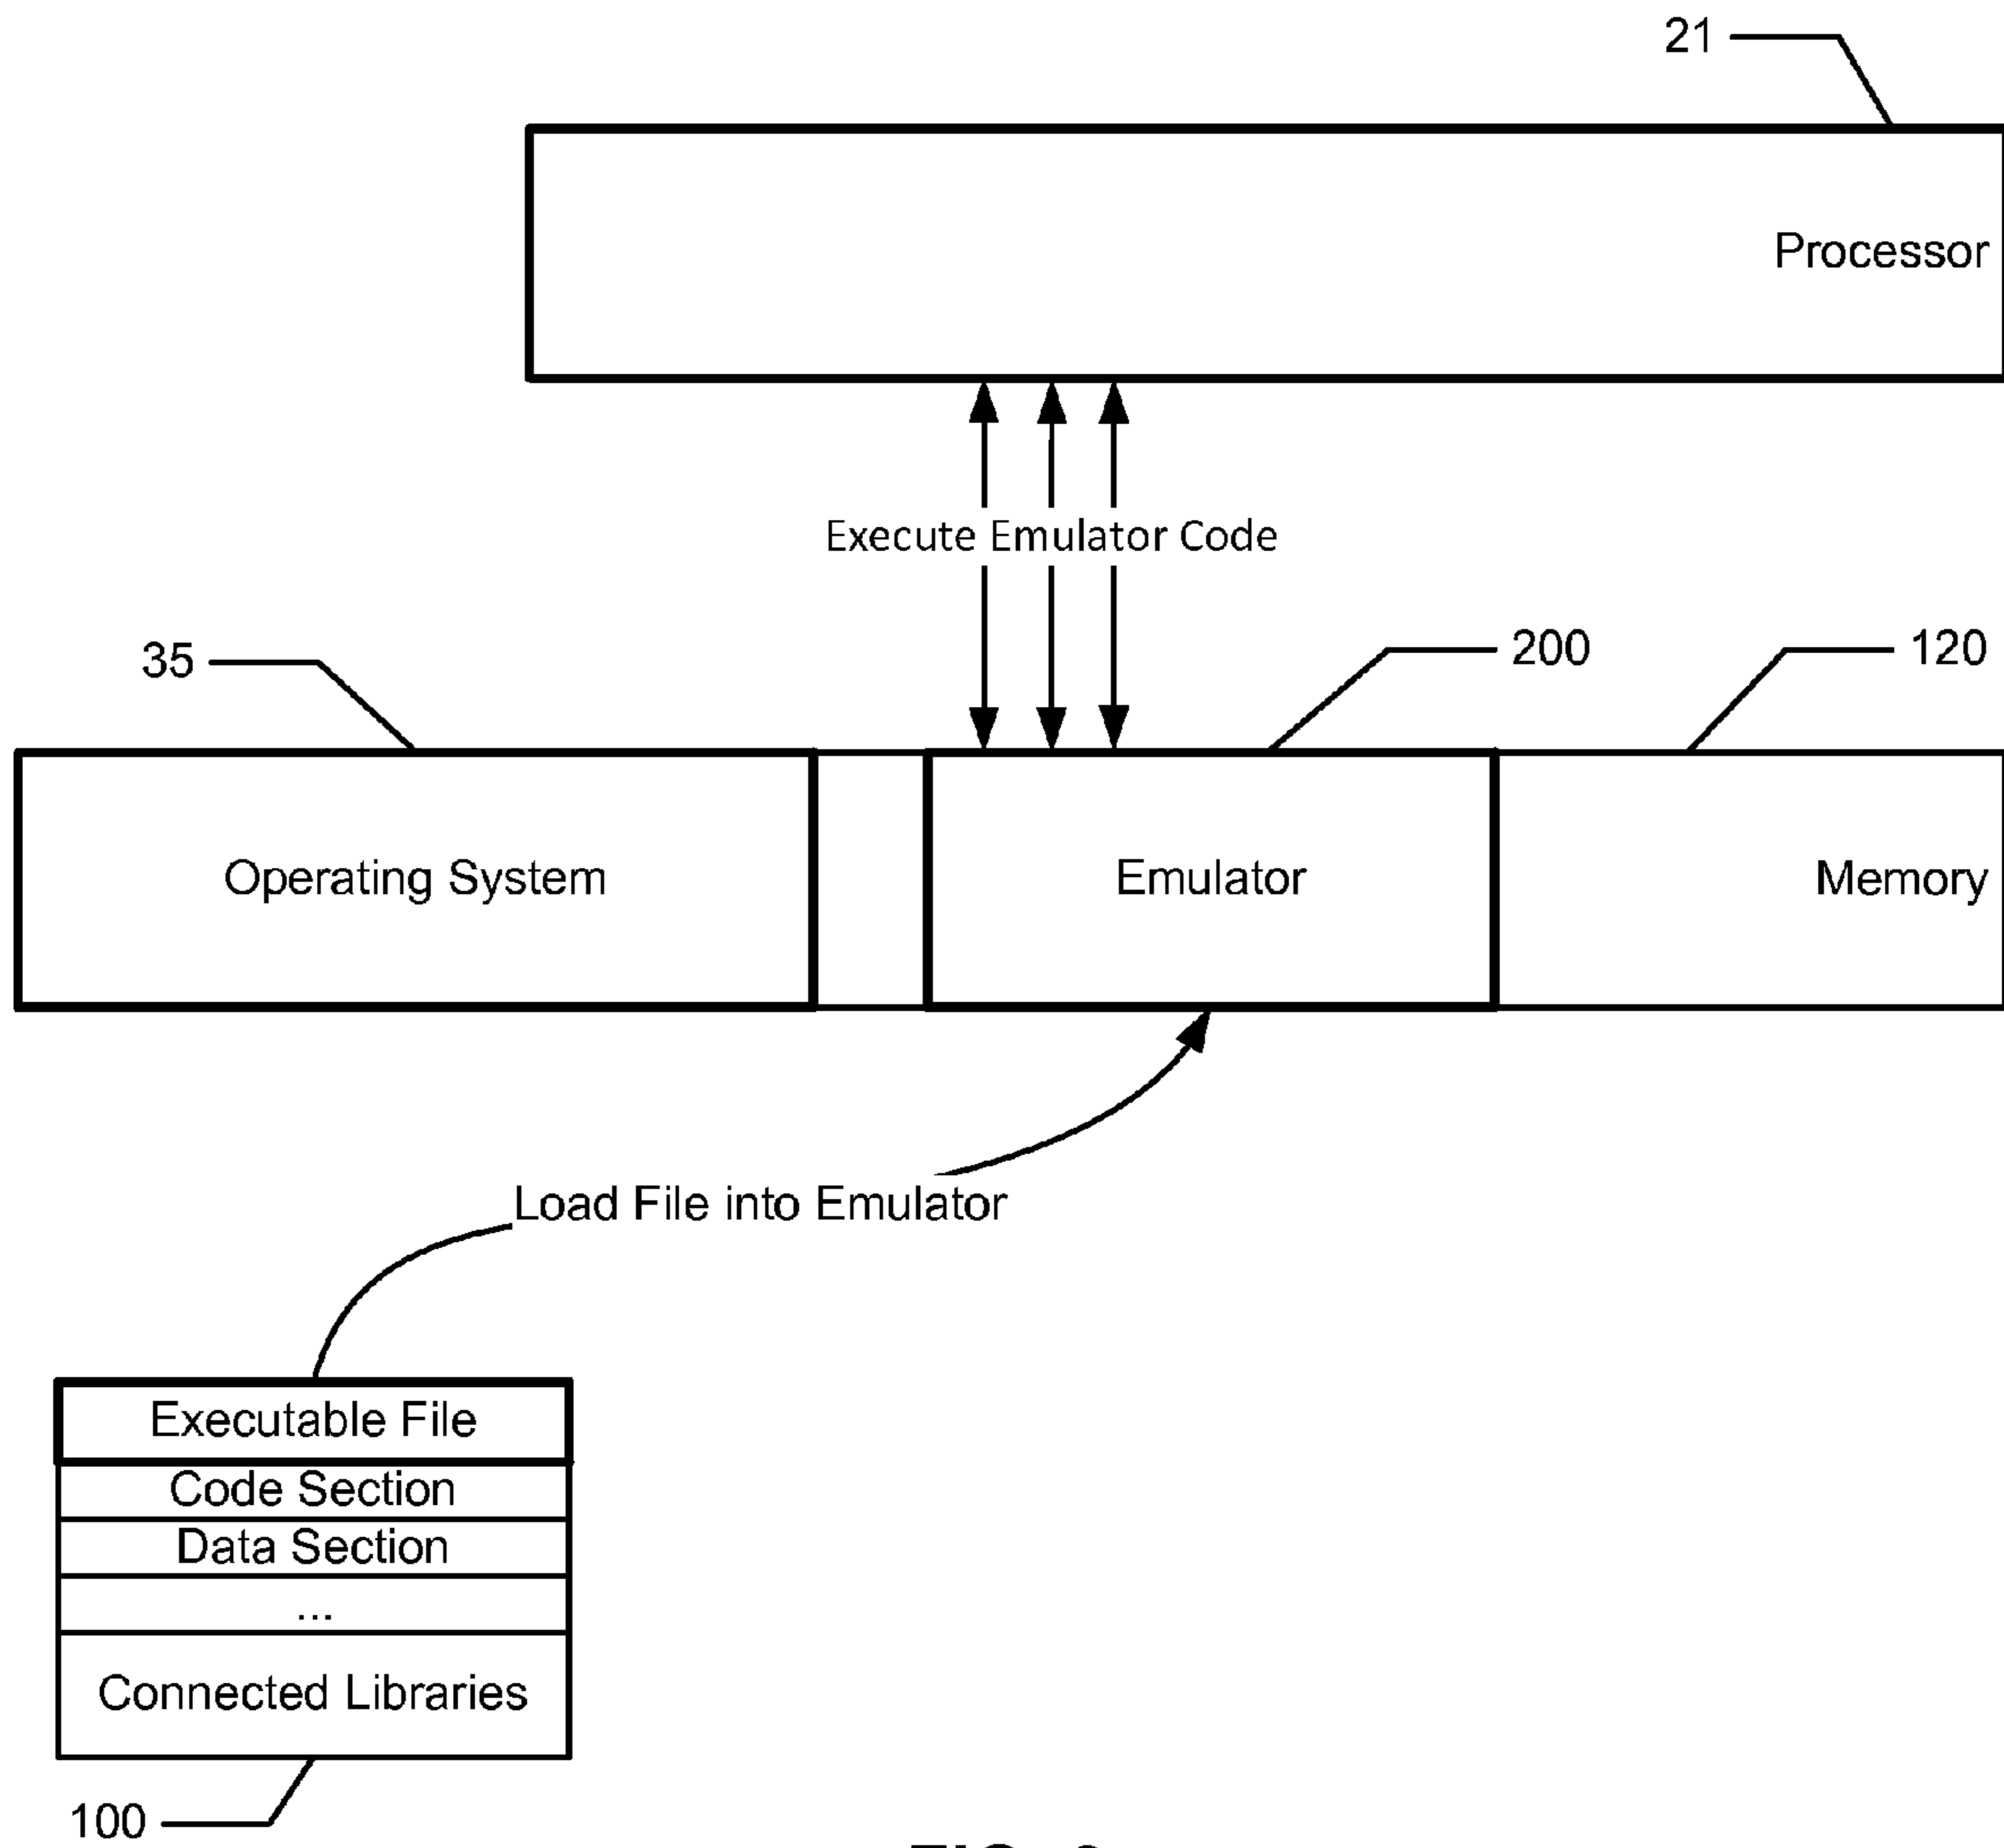 21
Processor
Execute Emulator Code
35
200
120
Operating System
Emulator
Memory
Load File into Emulator
Executable File
Code Section
Data Section
...
Connected Libraries
100